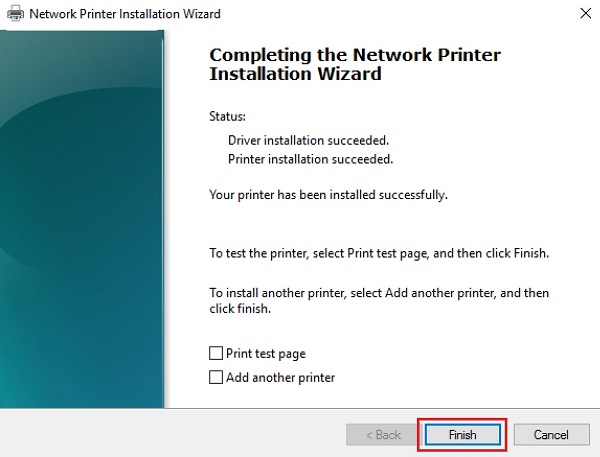 Network Printer Installation Wizard
Completing the Network Printer
Installation Wizard
Status:
Driver installation succeeded.
Printer installation succeeded.
Your printer has been installed successfully.
To test the printer, select Print test page, and then click Finish.
To install another printer, select Add another printer, and then
click finish.
Print test page
Add another printer
< Back
Finish
Cancel